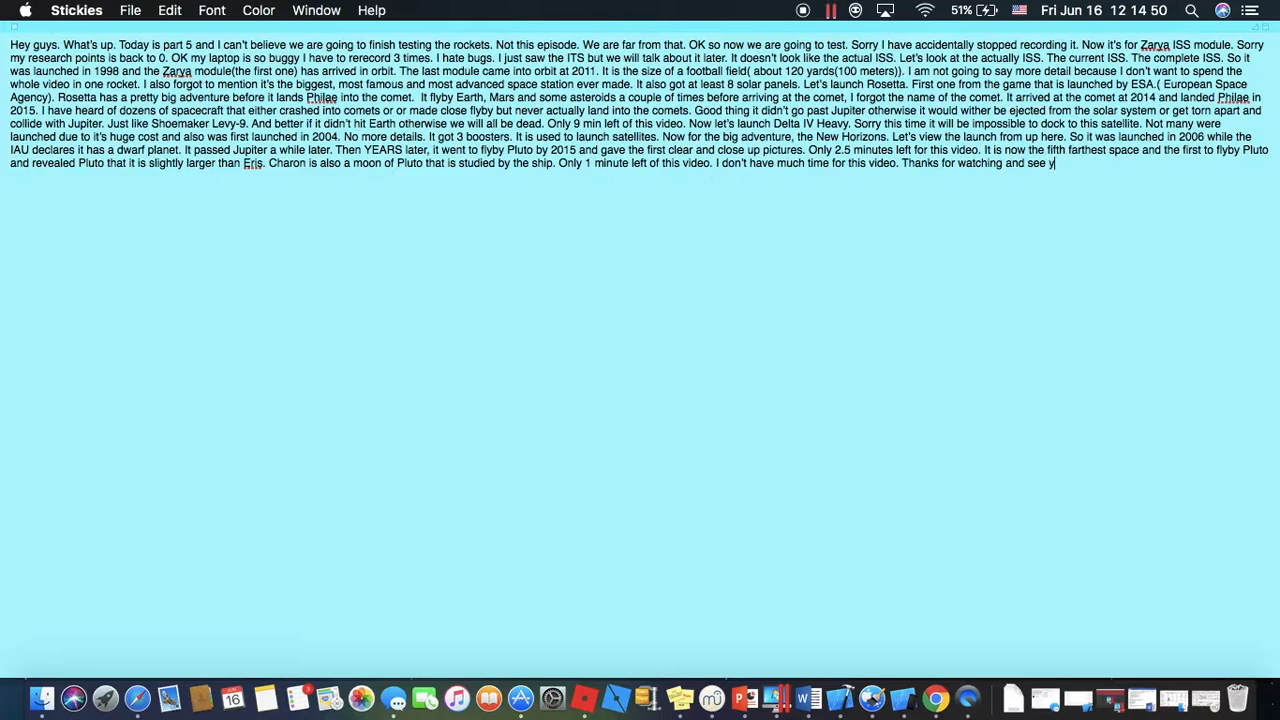 Stickies File Edit Font Color Window Help 51% Fri Jun 16 12 14 50
Hey guys. What's up. Today is part 5 and I can't believe we are going to finish testing the rockets. Not this episode. We are far from that. OK so now we are going to test. Sorry I have accidentally stopped recording it. Now it's for Zarya ISS module. Sorry
my research points is back to 0. OK my laptop is so buggy I have to rerecord 3 times. I hate bugs. I just saw the ITS but we will talk about it later. It doesn't look like the actual ISS. Let's look at the actually ISS. The current ISS. The complete ISS. So it
was launched in 1998 and the Zarya module(the first one) has arrived in orbit. The last module came into orbit at 2011. It is the size of a football field( about 120 yards(100 meters)). I am not going to say more detail because I don't want to spend the
whole video in one rocket. I also forgot to mention it's the biggest, most famous and most advanced space station ever made. It also got at least 8 solar panels. Let's launch Rosetta. First one from the game that is launched by ESA.( European Space
Agency). Rosetta has a pretty big adventure before it lands Philae into the comet.  It flyby Earth, Mars and some asteroids a couple of times before arriving at the comet, I forgot the name of the comet. It arrived at the comet at 2014 and landed Philae in
2015. I have heard of dozens of spacecraft that either crashed into comets or or made close flyby but never actually land into the comets. Good thing it didn't go past Jupiter otherwise it would wither be ejected from the solar system or get torn apart and
collide with Jupiter. Just like Shoemaker Levy-9. And better if it didn't hit Earth otherwise we will all be dead. Only 9 min left of this video. Now let's launch Delta IV Heavy. Sorry this time it will be impossible to dock to this satellite. Not many were
launched due to it's huge cost and also was first launched in 2004. No more details. It got 3 boosters. It is used to launch satellites. Now for the big adventure, the New Horizons. Let's view the launch from up here. So it was launched in 2006 while the
IAU declares it has a dwarf planet. It passed Jupiter a while later. Then YEARS later, it went to flyby Pluto by 2015 and gave the first clear and close up pictures. Only 2.5 minutes left for this video. It is now the fifth farthest space and the first to flyby Pluto
and revealed Pluto that it is slightly larger than Eris. Charon is also a moon of Pluto that is studied by the ship. Only 1 minute left of this video. I don't have much time for this video. Thanks for watching and see y